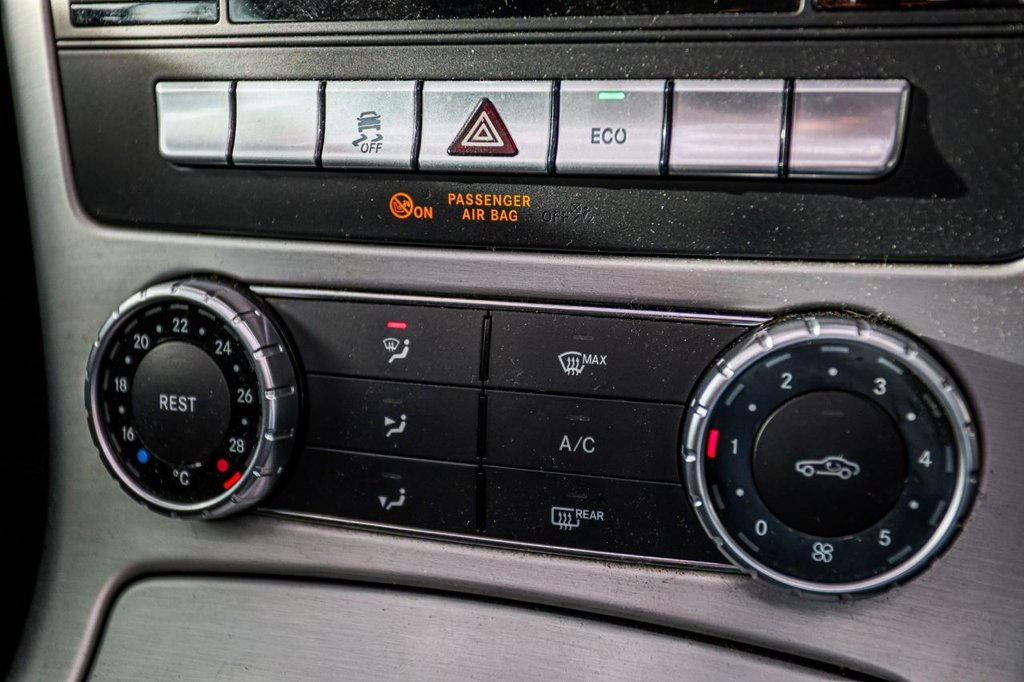 OFF
ECO
ON
PASSENGER
AIR BAG
OFF
22
20
24
18
26
16
28
REST
°C
MAX
A/C
REAR
2
3
1
4
0
5